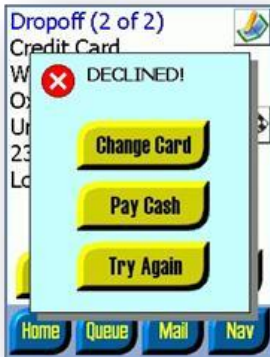 Dropoff (2 of 2)
Credit Card
DECLINED!
Change Card
Pay Cash
Try Again
Home
Queue
Mail
Nav